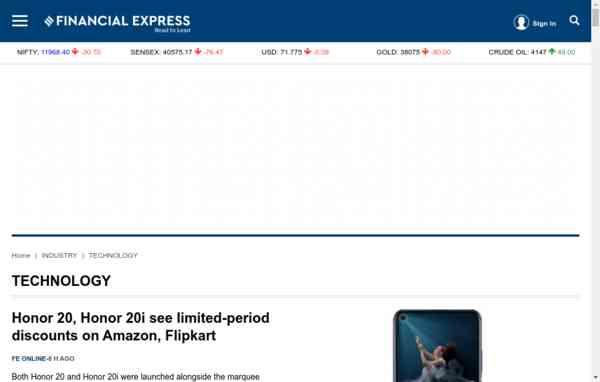 FINANCIAL EXPRESS
Read to Lead
Sign In
NIFTY: 11968.40 -30.70 SENSEX: 40575.17 -76.47 USD: 71.775 -0.08 GOLD: 38075 -80.00 CRUDE OIL: 4147 49.00
Home | INDUSTRY | TECHNOLOGY
TECHNOLOGY
Honor 20, Honor 20i see limited-period
discounts on Amazon, Flipkart
FE ONLINE-8 H AGO
Both Honor 20 and Honor 20i were launched alongside the marquee